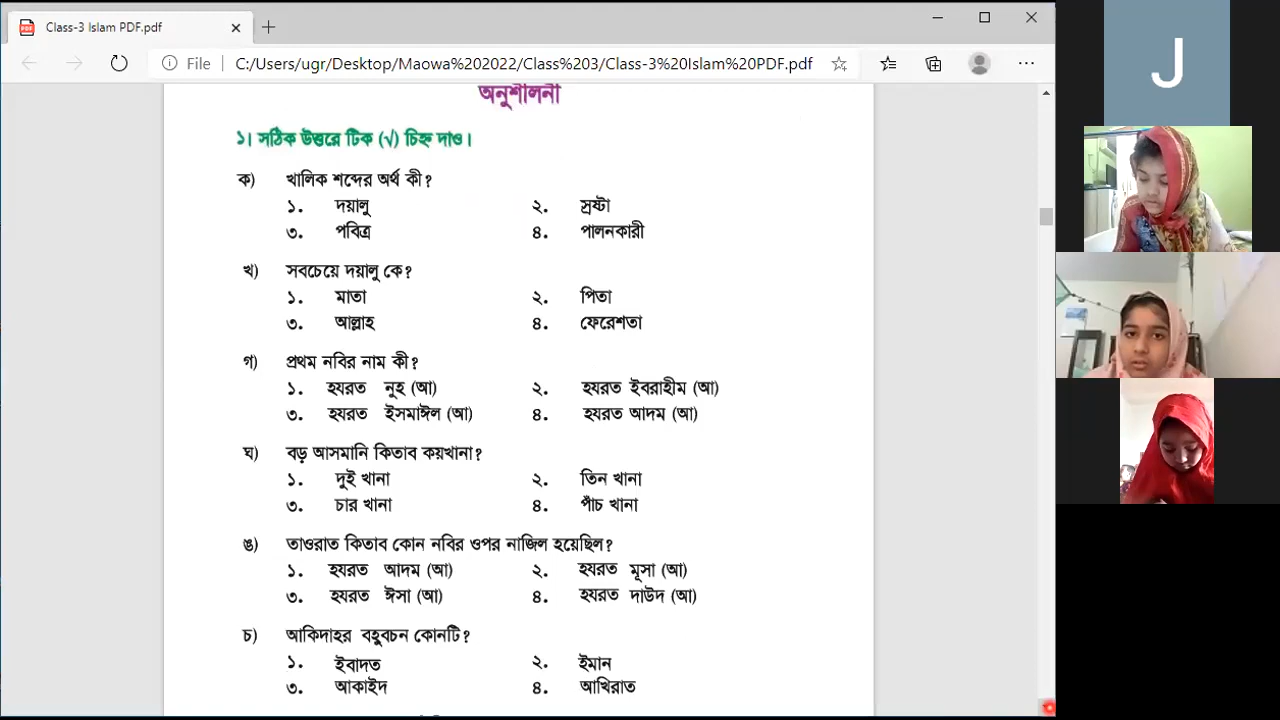 Class-3 Islam PDF.pdf
File C:/Users/ugr/Desktop/Maowa%202022/Class%203/Class-3%20Islam%20PDF.pdf
J
অনুশীলনী
১। সঠিক উত্তরে টিক (√) চিহ্ন দাও।
ক) খালিক শব্দের অর্থ কী?
১. দয়ালু ২. স্রষ্টা
৩. পবিত্র ৪. পালনকারী
খ) সবচেয়ে দয়ালু কে?
১. মাতা ২. পিতা
৩. আল্লাহ ৪. ফেরেশতা
গ) প্রথম নবির নাম কী?
১. হযরত নুহ (আ) ২. হযরত ইবরাহীম (আ)
৩. হযরত ইসমাঈল (আ) ৪. হযরত আদম (আ)
ঘ) বড় আসমানি কিতাব কয়খানা?
১. দুই খানা ২. তিন খানা
৩. চার খানা ৪. পাঁচ খানা
ঙ) তাওরাত কিতাব কোন নবির ওপর নাজিল হয়েছিল?
১. হযরত আদম (আ) ২. হযরত মূসা (আ)
৩. হযরত ঈসা (আ) ৪. হযরত দাউদ (আ)
চ) আকিদাহর বহুবচন কোনটি?
১. ইবাদত ২. ইমান
৩. আকাইদ ৪. আখিরাত